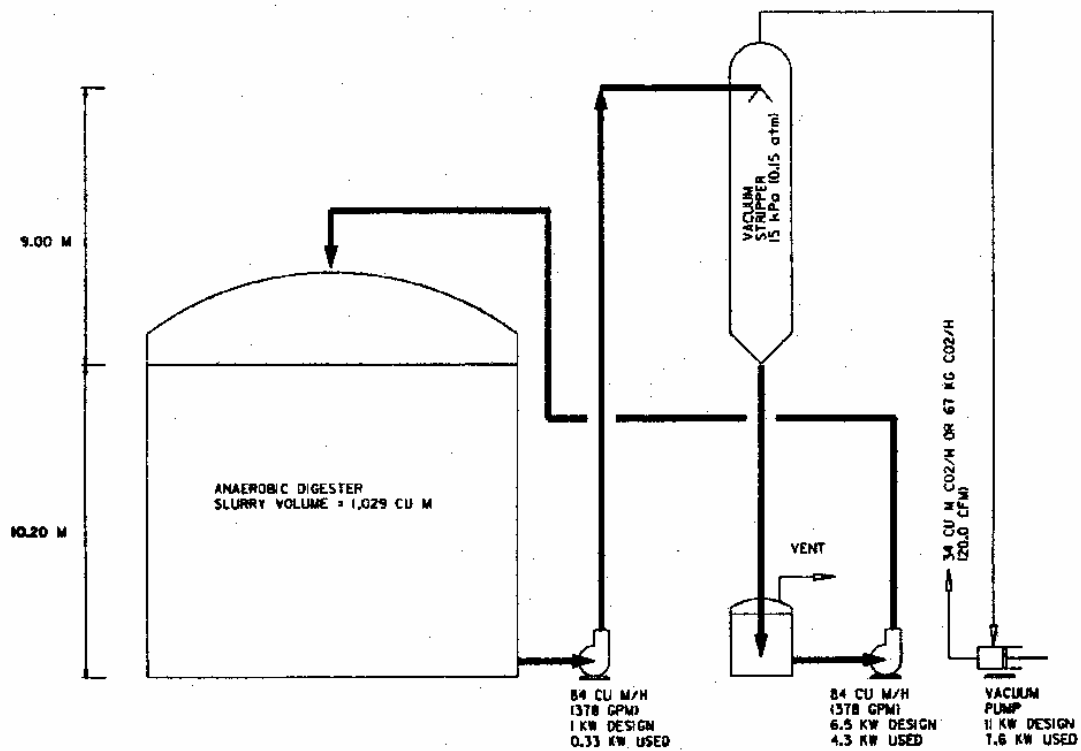 9.00 M
10.20 M
ANAEROBIC DIGESTER
SLURRY VOLUME = 1,029 CU M
VACUUM
STRIPPER
15 kPa (0.15 atm)
VENT
34 CU M CO2/H OR 67 KG CO2/H
(20.0 CFM)
84 CU M/H
(378 GPM)
1 KW DESIGN
0.33 KW USED
84 CU M/H
(378 GPM)
6.5 KW DESIGN
4.3 KW USED
VACUUM
PUMP
11 KW DESIGN
7.6 KW USED